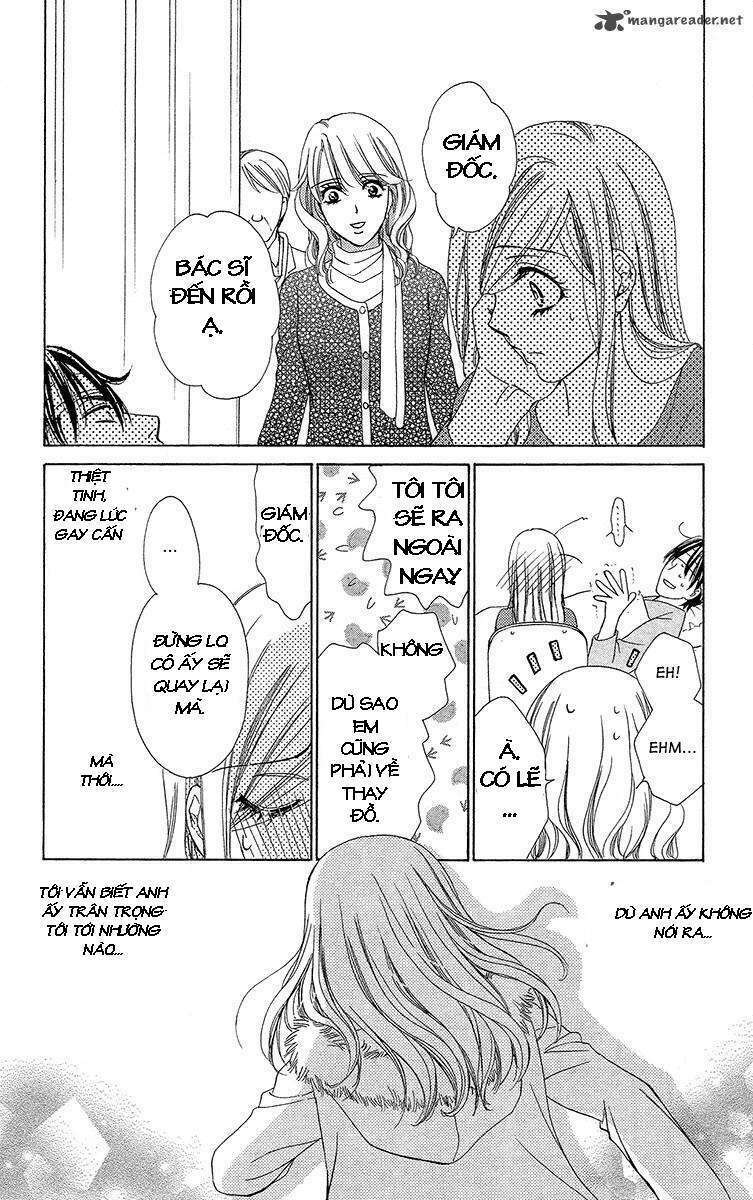 mangareader.net
GIÁM
ĐỐC.
BÁC SĨ
ĐẾN RỒI
Ạ.
......
EH!
EHM...
À.
CÓ LẼ
...
TÔI TÔI
SẼ RA
NGOÀI
NGAY.
KHÔNG
DÙ SAO
EM
CŨNG
PHẢI VỀ
THAY
ĐỒ.
GIÁM
ĐỐC.
THIỆT
TINH,
ĐANG LÚC
GAY CẤN
...
ĐỪNG LO,
CÔ ẤY SẼ
QUAY LẠI
MÀ.
MÀ
THÔI....
DÙ ANH ẤY KHÔNG
NÓI RA...
TÔI VẪN BIẾT ANH
ẤY TRÂN TRỌNG
TÔI TỚI NHƯỜNG
NÀO...